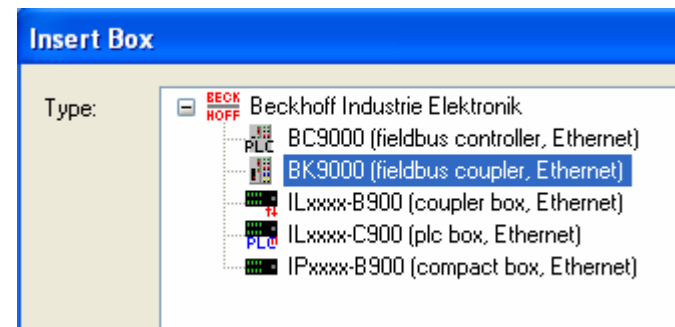 Insert Box
Type:
BECK
HOFF
Beckhoff Industrie Elektronik
PLC
BC9000 (fieldbus controller, Ethernet)
BK9000 (fieldbus coupler, Ethernet)
ILxxxx-B900 (coupler box, Ethernet)
PLC
ILxxxx-C900 (plc box, Ethernet)
IPxxxx-B900 (compact box, Ethernet)